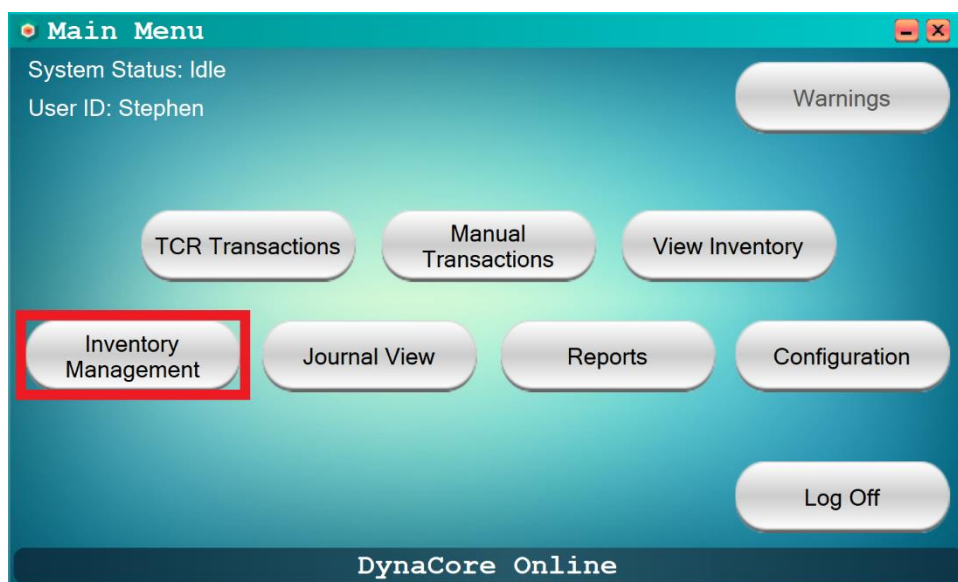 Main Menu
System Status: Idle
User ID: Stephen
Warnings
TCR Transactions
Manual
Transactions
View Inventory
Inventory
Management
Journal View
Reports
Configuration
Log Off
DynaCore Online